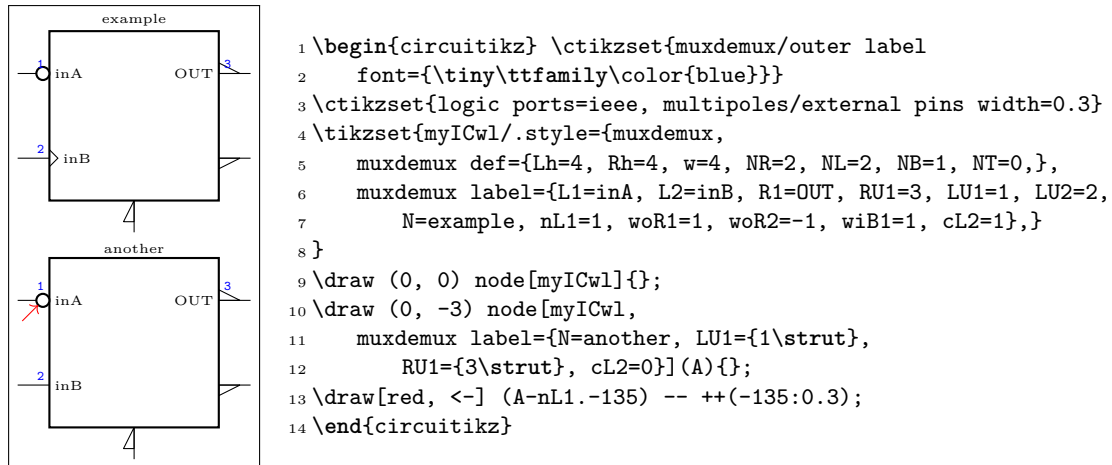 example
1 inA OUT 3
2 inB
another
1 inA OUT 3
2 inB
1 \begin{circuitikz} \ctikzset{muxdemux/outer label
2 font={\tiny\ttfamily\color{blue}}}
3 \ctikzset{logic ports=ieee, multipoles/external pins width=0.3}
4 \tikzset{myICwl/.style={muxdemux,
5 muxdemux def={Lh=4, Rh=4, w=4, NR=2, NL=2, NB=1, NT=0,},
6 muxdemux label={L1=inA, L2=inB, R1=OUT, RU1=3, LU1=1, LU2=2,
7 N=example, nL1=1, woR1=1, woR2=-1, wiB1=1, cL2=1},}
8 }
9 \draw (0, 0) node[myICwl]{};
10 \draw (0, -3) node[myICwl,
11 muxdemux label={N=another, LU1={1\strut},
12 RU1={3\strut}, cL2=0}](A){};
13 \draw[red, <-] (A-nL1.-135) -- ++(-135:0.3);
14 \end{circuitikz}